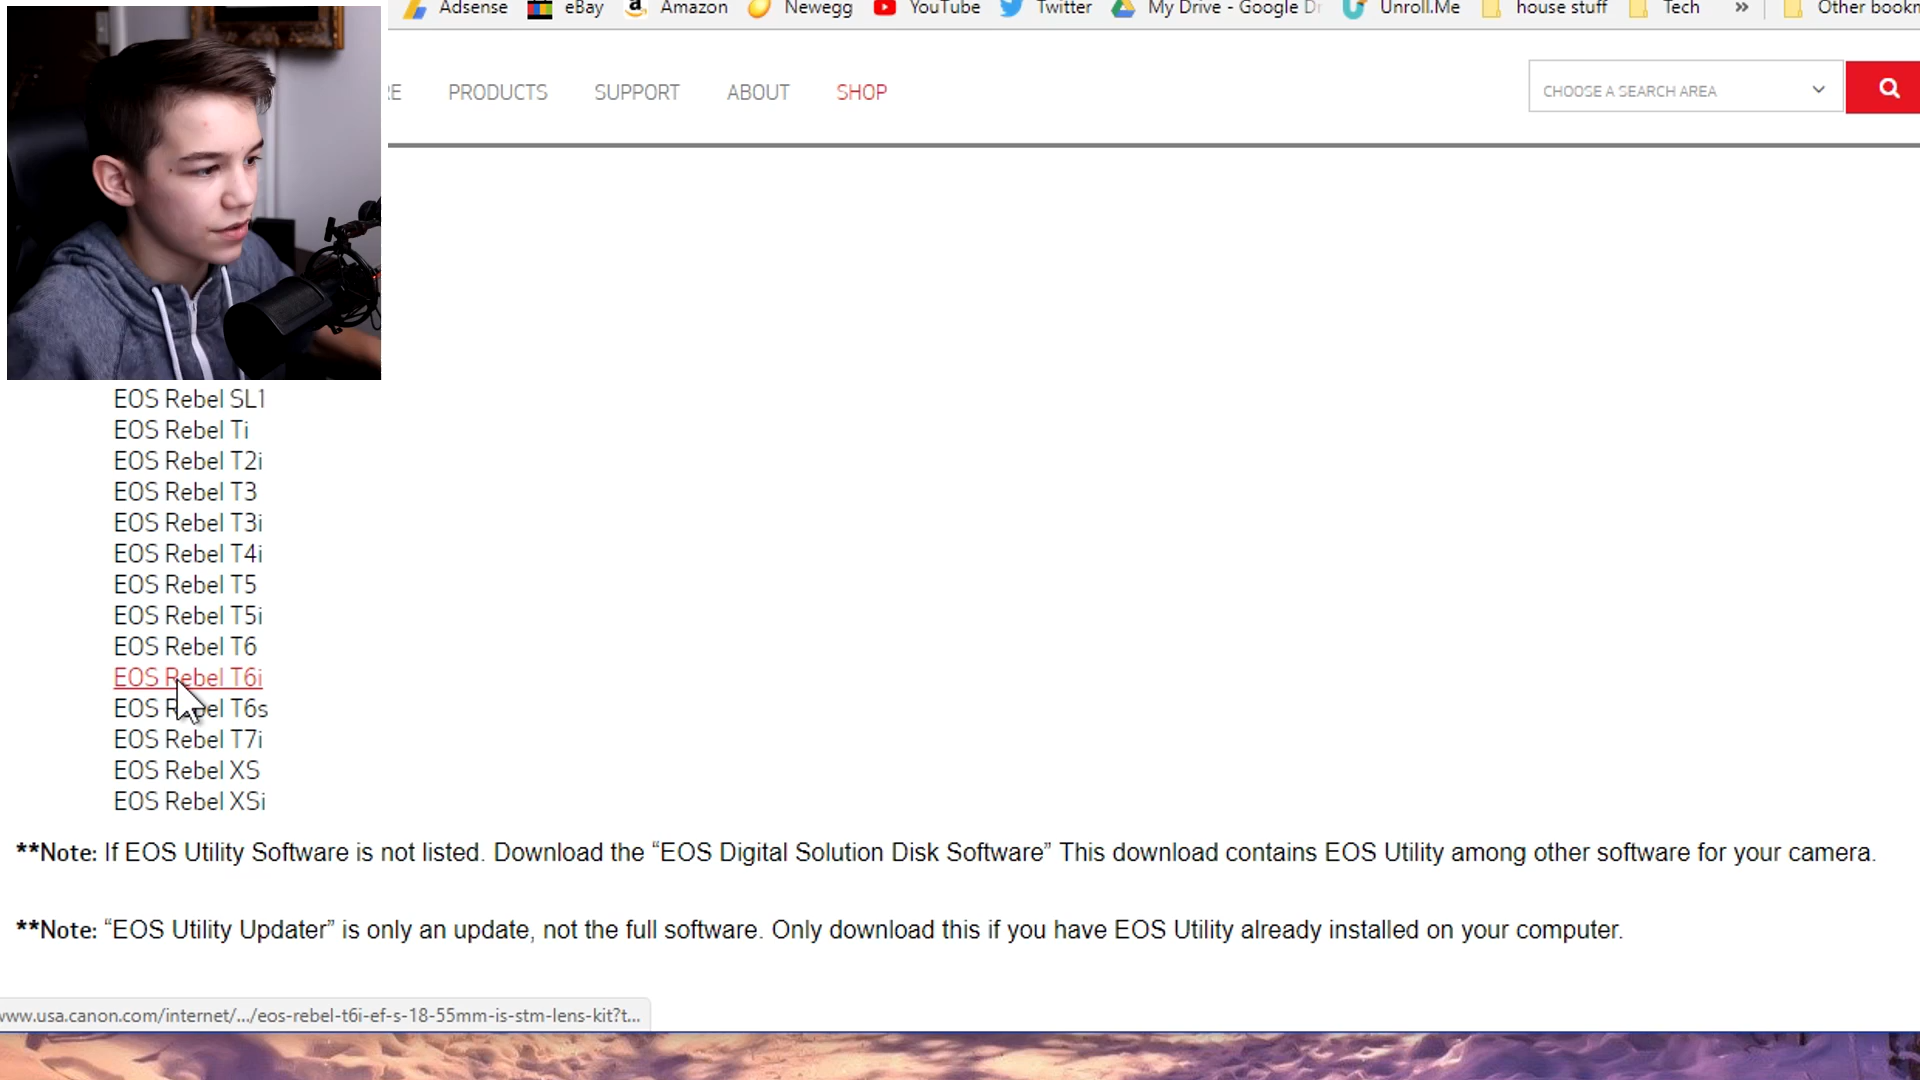 Adsense eBay Amazon Newegg YouTube Twitter My Drive - Google Dr Unroll.Me house stuff Tech » Other bookm
RE PRODUCTS SUPPORT ABOUT SHOP CHOOSE A SEARCH AREA
EOS Rebel SL1
EOS Rebel Ti
EOS Rebel T2i
EOS Rebel T3
EOS Rebel T3i
EOS Rebel T4i
EOS Rebel T5
EOS Rebel T5i
EOS Rebel T6
EOS Rebel T6i
EOS Rebel T6s
EOS Rebel T7i
EOS Rebel XS
EOS Rebel XSi
**Note: If EOS Utility Software is not listed. Download the “EOS Digital Solution Disk Software” This download contains EOS Utility among other software for your camera.
**Note: “EOS Utility Updater” is only an update, not the full software. Only download this if you have EOS Utility already installed on your computer.
www.usa.canon.com/internet/.../eos-rebel-t6i-ef-s-18-55mm-is-stm-lens-kit?t...